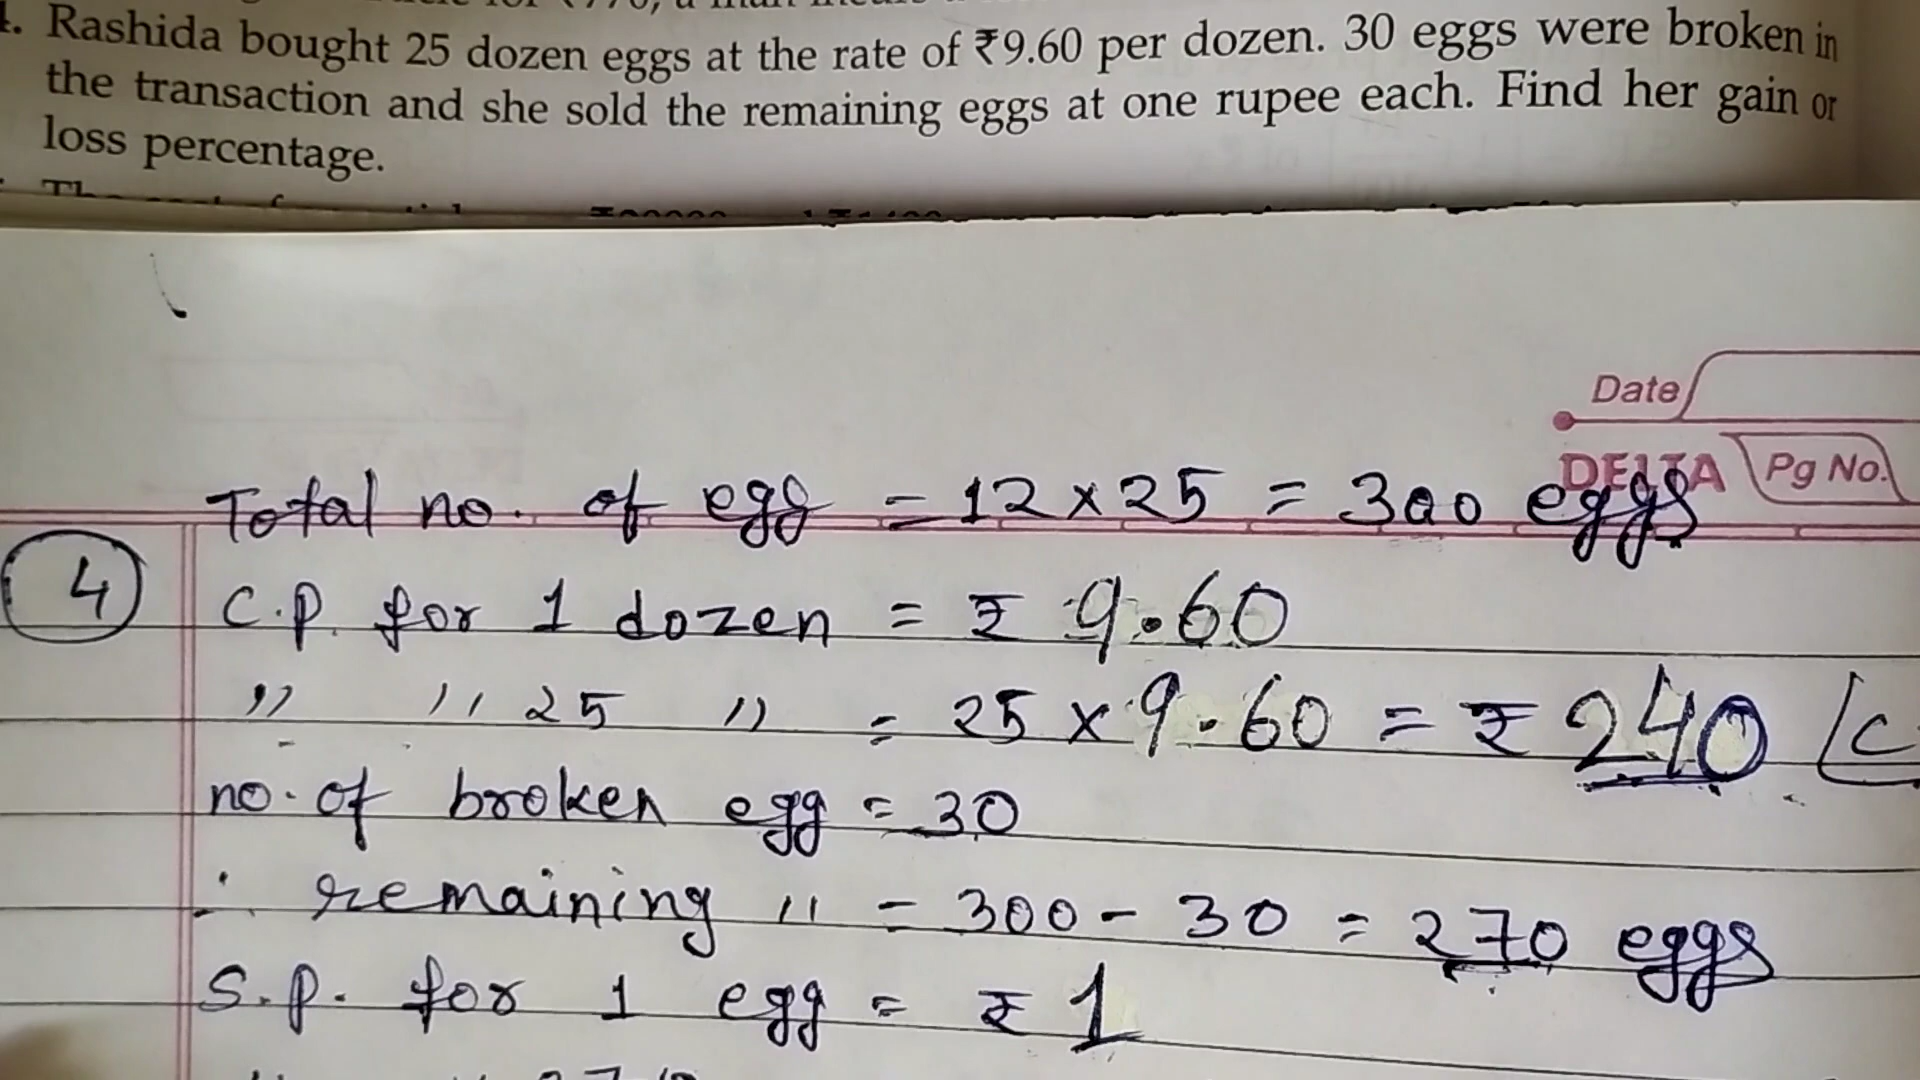 4. Rashida bought 25 dozen eggs at the rate of ₹9.60 per dozen. 30 eggs were broken in
the transaction and she sold the remaining eggs at one rupee each. Find her gain or
loss percentage.
Date
DELTA Pg No.
Total no. of egg = 12 x 25 = 300 eggs
4 C.P. for 1 dozen = ₹ 9.60
" " 25 " = 25 x 9.60 = ₹ 240
no. of broken egg = 30
∴ remaining " = 300 - 30 = 270 eggs
S.P. for 1 egg = ₹ 1